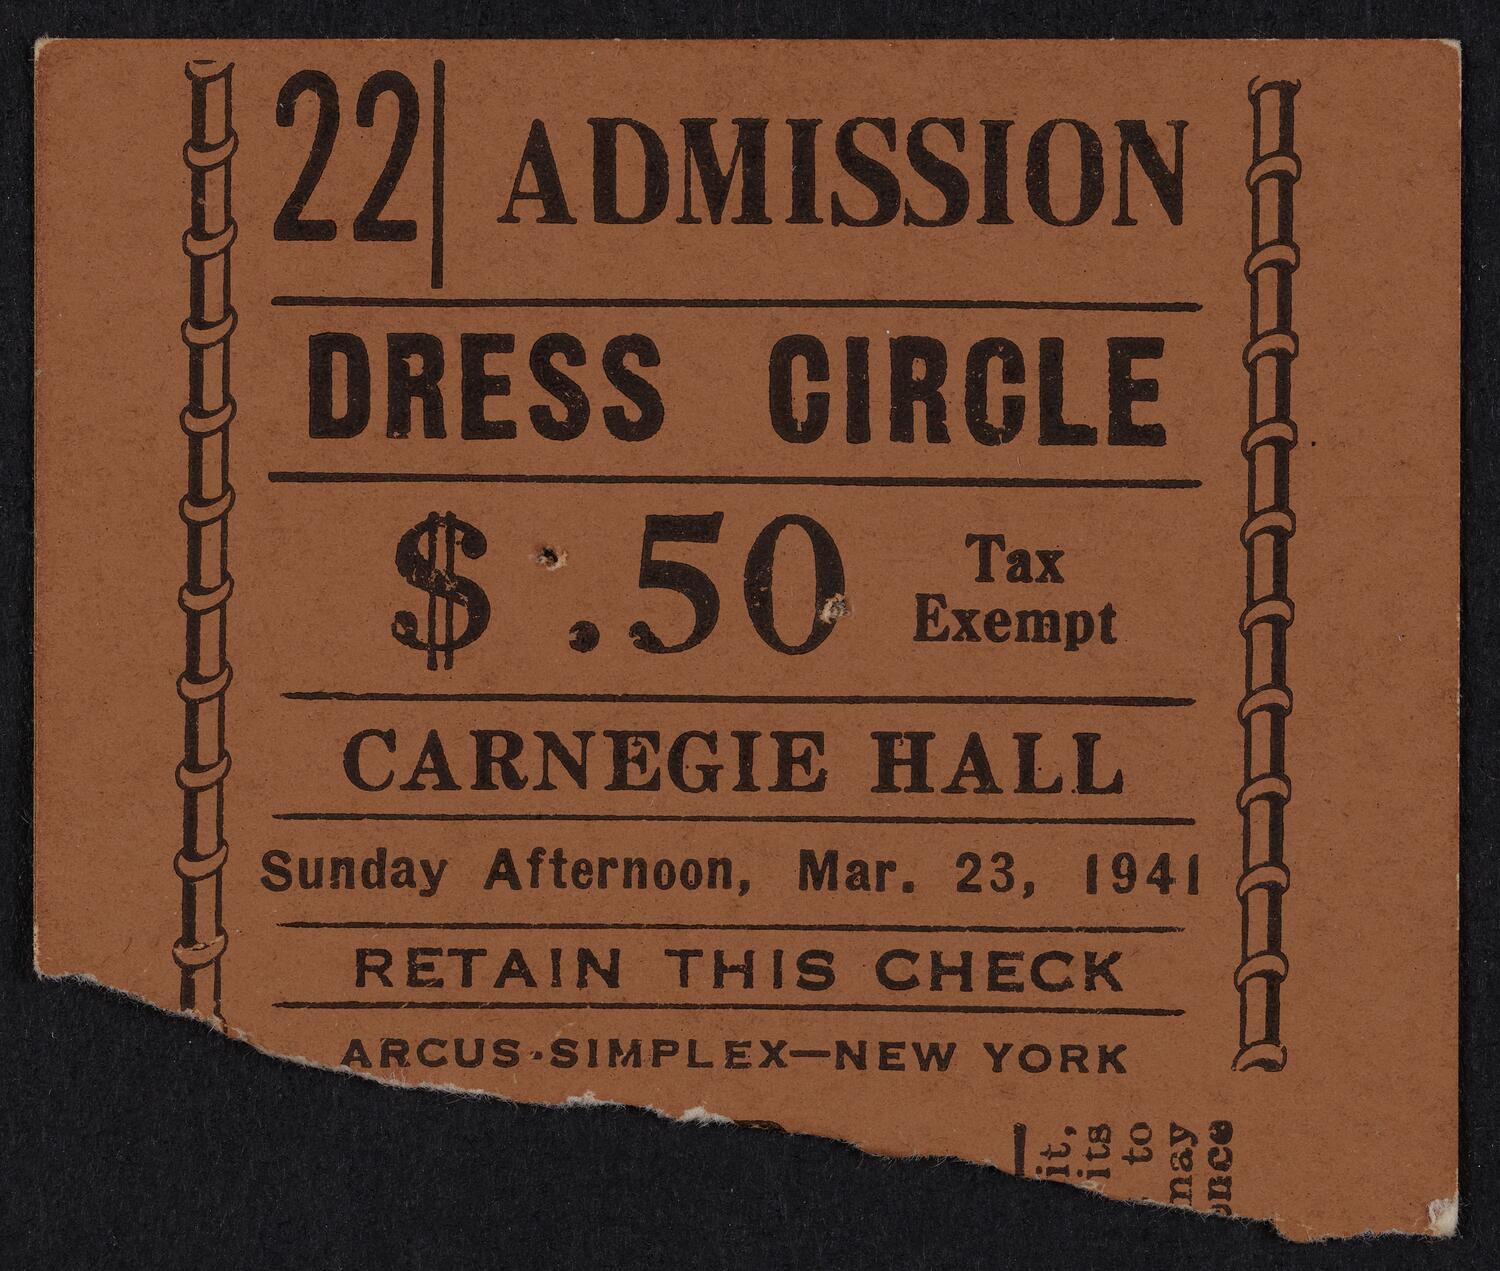 22 ADMISSION
DRESS CIRCLE
$ .50 Tax Exempt
CARNEGIE HALL
Sunday Afternoon, Mar. 23, 1941
RETAIN THIS CHECK
ARCUS-SIMPLEX—NEW YORK
it,
its
to
may